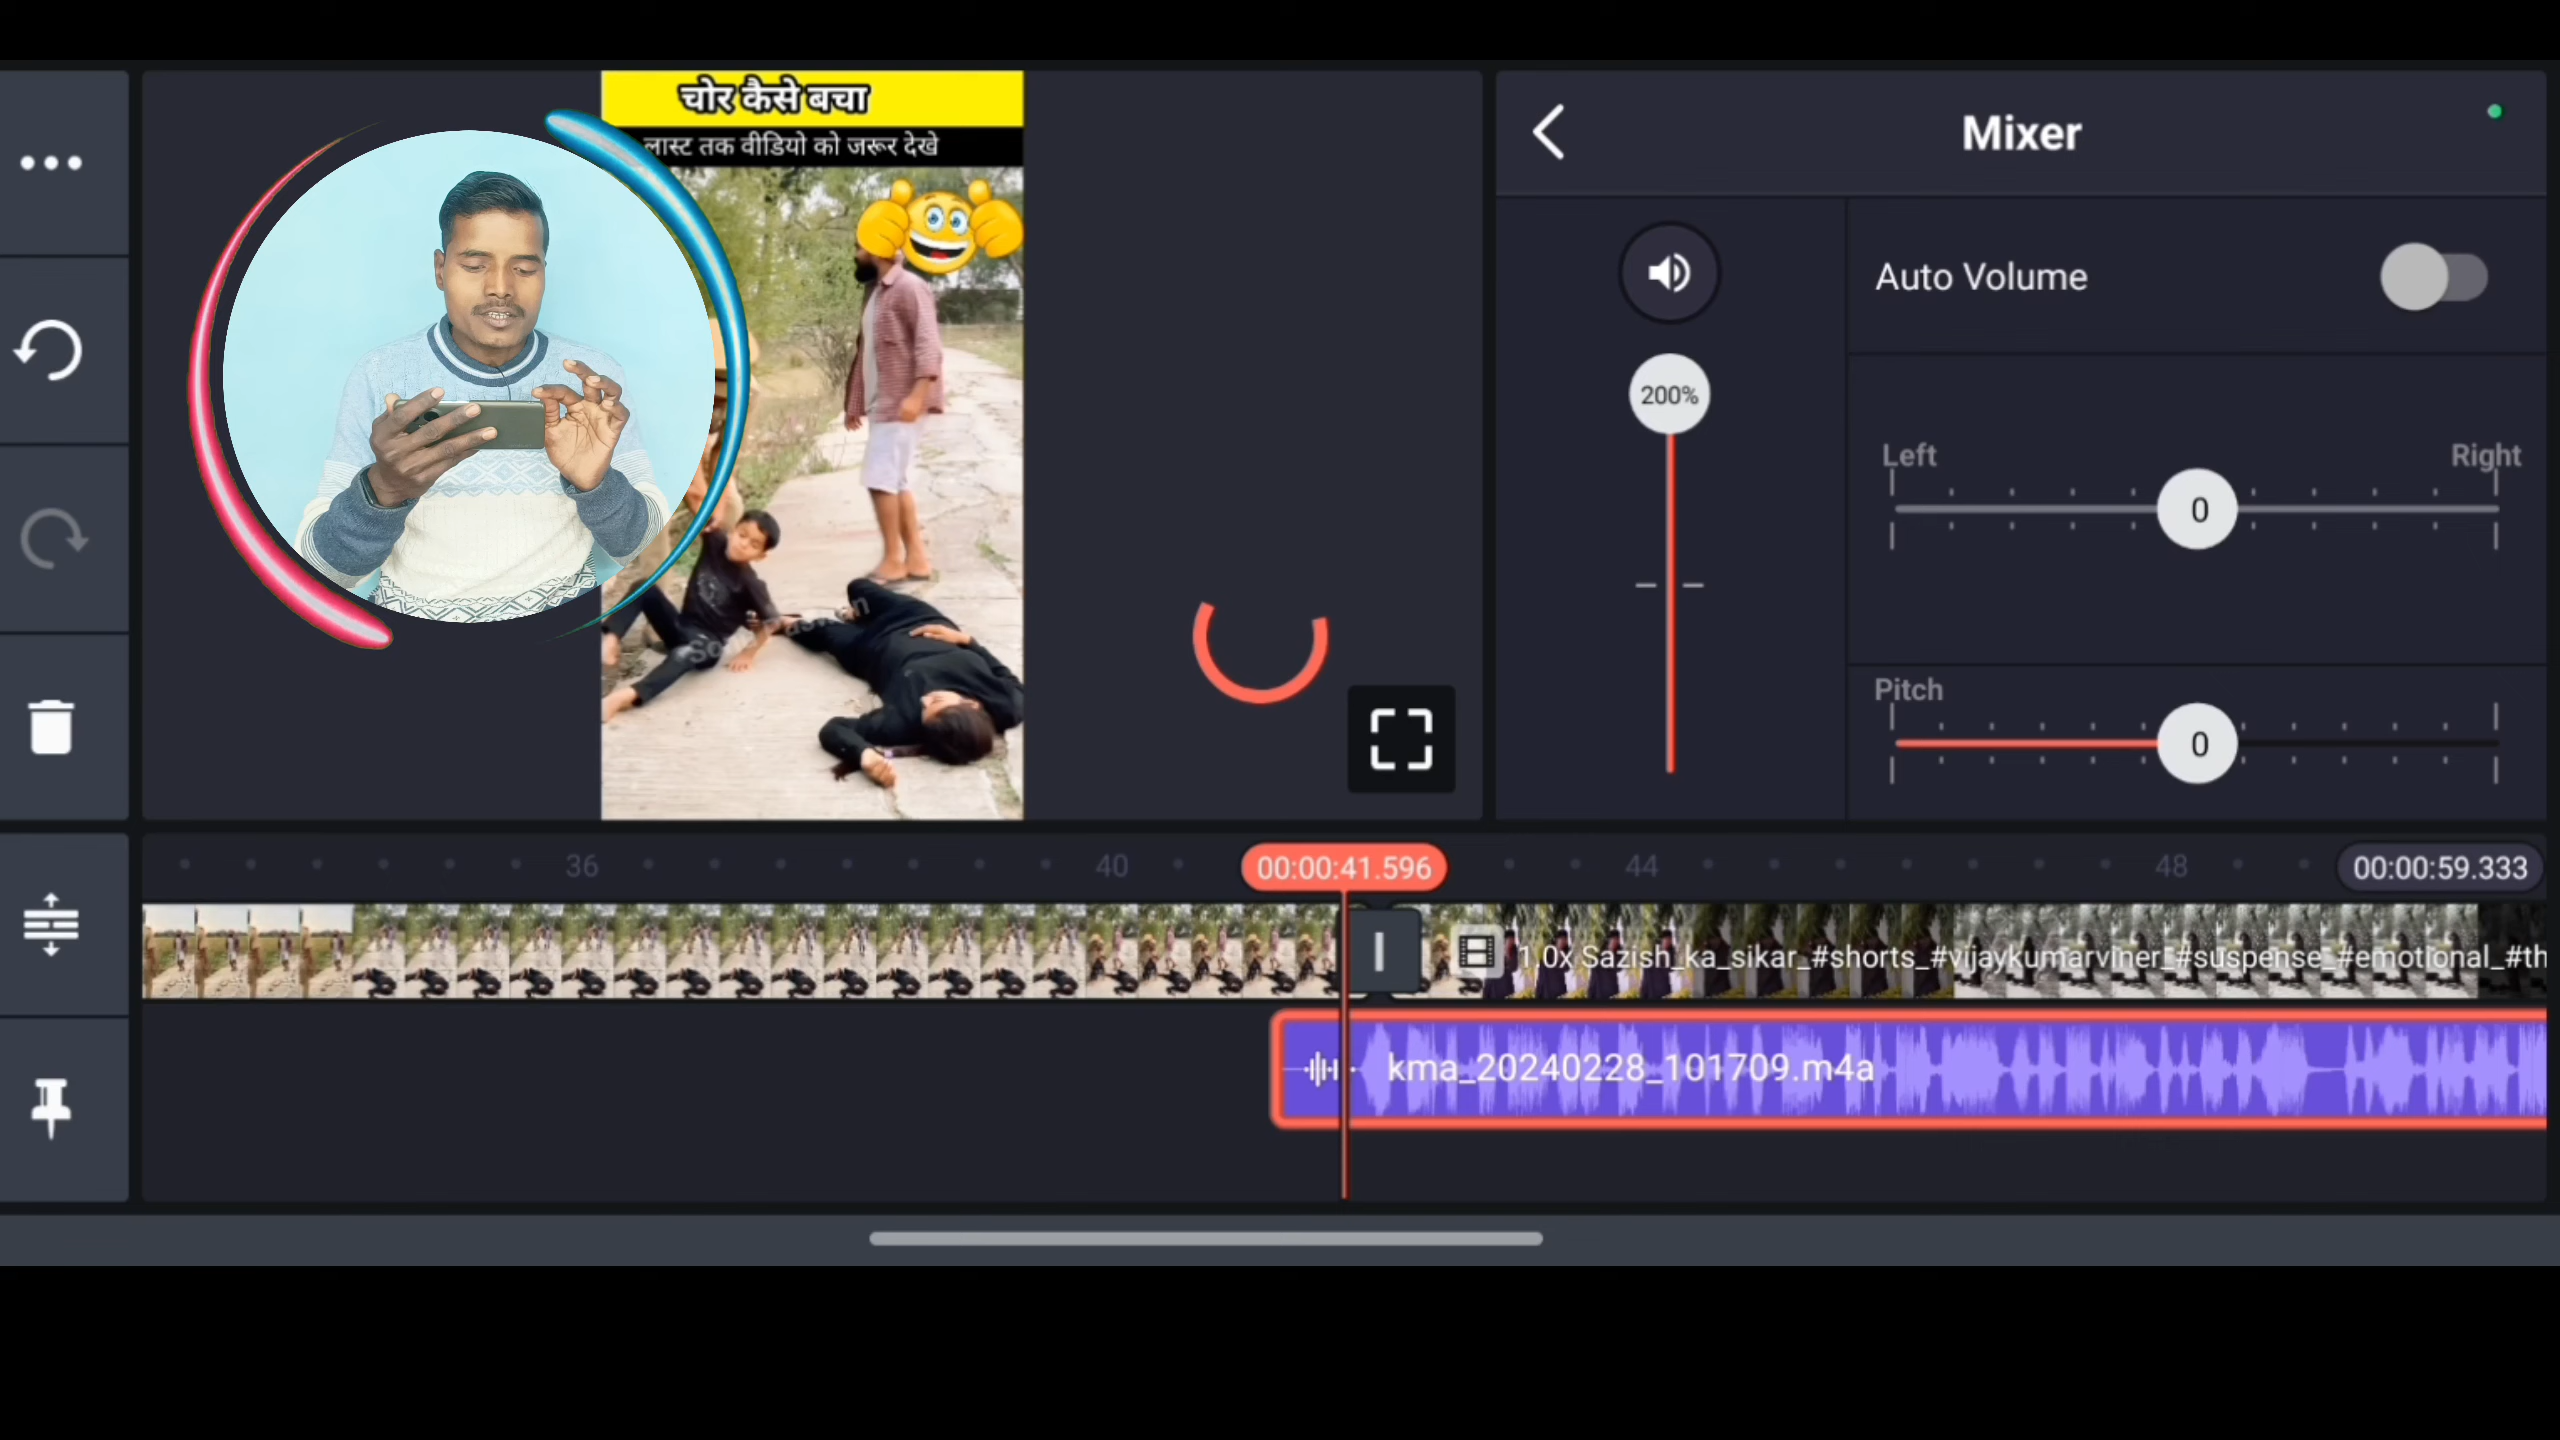 चोर कैसे बचा
लास्ट तक वीडियो को जरूर देखे
Mixer
Auto Volume
200%
Left
Right
0
Pitch
0
36
40
00:00:41.596
44
48
00:00:59.333
1.0x Sazish_ka_sikar_#shorts_#vijaykumarviner_#suspense_#emotional_#th
kma_20240228_101709.m4a